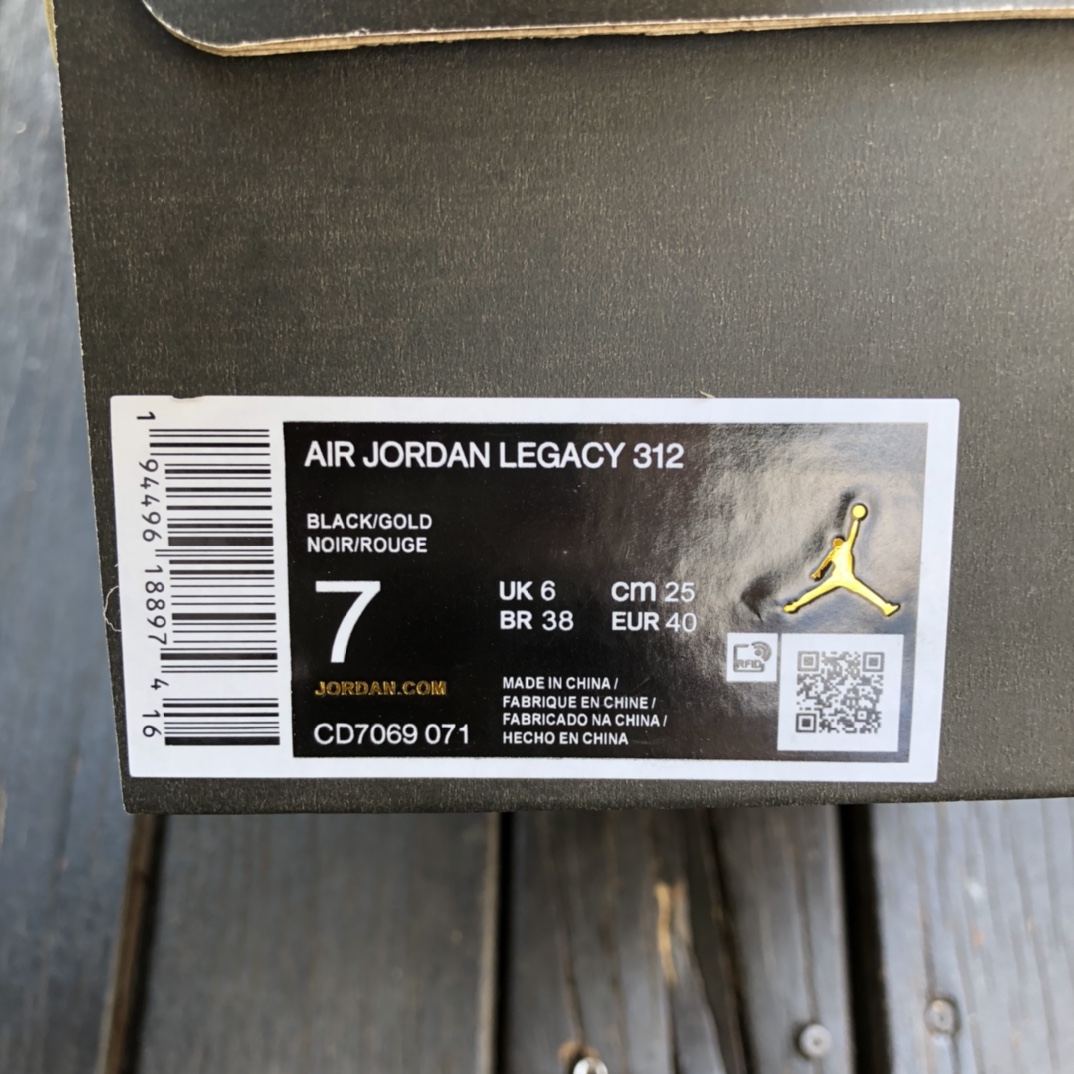 AIR JORDAN LEGACY 312
BLACK/GOLD
NOIR/ROUGE
7
UK 6
cm 25
BR 38
EUR 40
JORDAN.COM
CD7069 071
MADE IN CHINA /
FABRIQUE EN CHINE /
FABRICADO NA CHINA /
HECHO EN CHINA
RFID
1 94496 18897 4 16